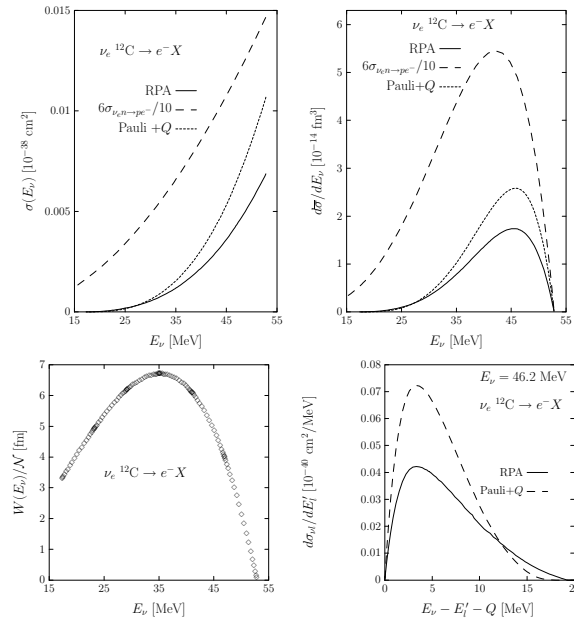 0.015
0.01
0.005
0
σ(E_ν) [10⁻³⁸ cm²]
ν_e ¹²C → e⁻X
RPA
6σ_{ν_e n→pe⁻}/10
Pauli +Q
15 25 35 45 55
E_ν [MeV]
6
5
4
3
2
1
0
dσ̅/dE_ν [10⁻¹⁴ fm³]
ν_e ¹²C → e⁻X
RPA
6σ_{ν_e n→pe⁻}/10
Pauli+Q
15 25 35 45 55
E_ν [MeV]
7
6
5
4
3
2
1
0
W(E_ν)/𝒩 [fm]
ν_e ¹²C → e⁻X
15 25 35 45 55
E_ν [MeV]
0.08
0.07
0.06
0.05
0.04
0.03
0.02
0.01
0
dσ_{νl}/dE′_l [10⁻⁴⁰ cm²/MeV]
E_ν = 46.2 MeV
ν_e ¹²C → e⁻X
RPA
Pauli+Q
0 5 10 15 20
E_ν − E′_l − Q [MeV]